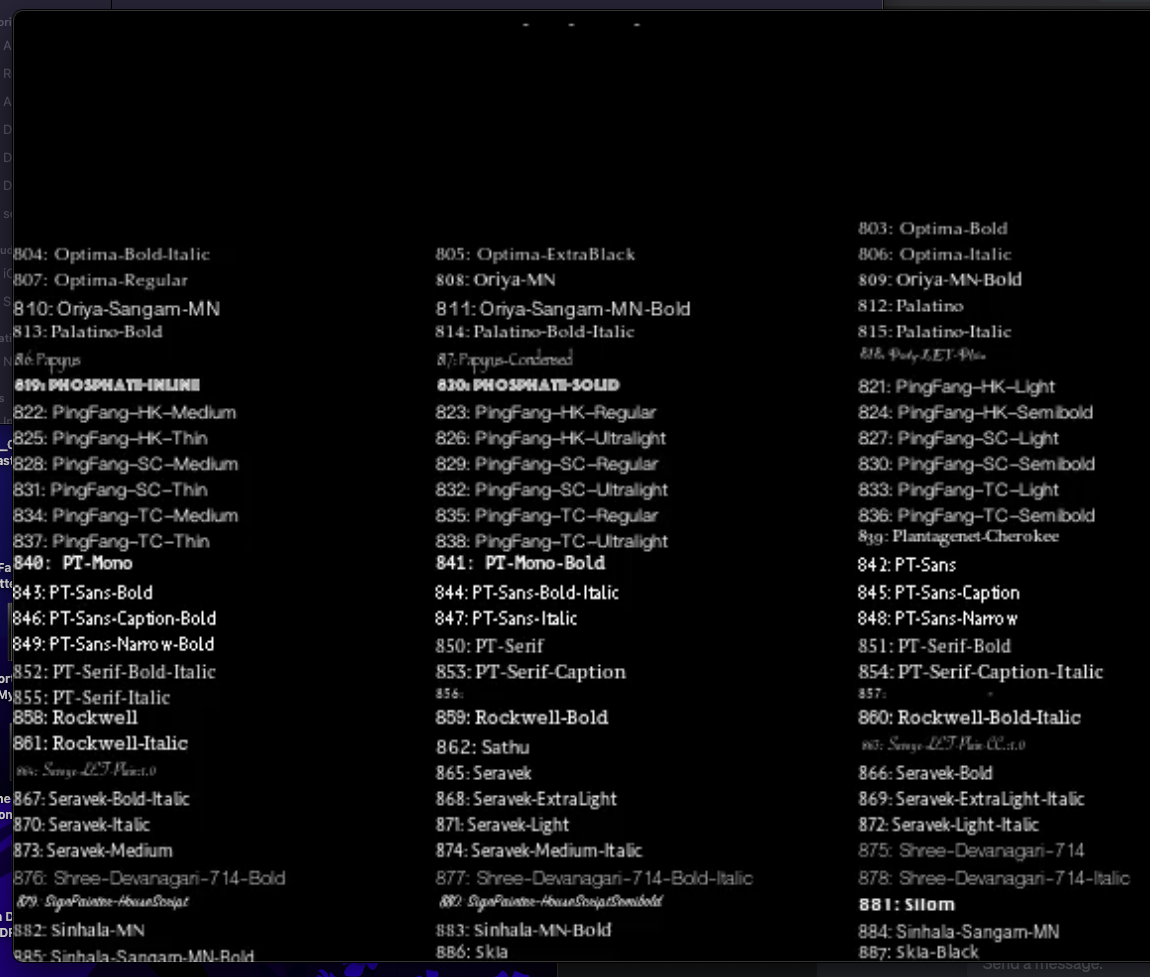 803: Optima-Bold
804: Optima-Bold-Italic 805: Optima-ExtraBlack 806: Optima-Italic
807: Optima-Regular 808: Oriya-MN 809: Oriya-MN-Bold
810: Oriya-Sangam-MN 811: Oriya-Sangam-MN-Bold 812: Palatino
813: Palatino-Bold 814: Palatino-Bold-Italic 815: Palatino-Italic
816: Papyrus 817: Papyrus-Condensed 818: Party-LET-Plain
819: PHOSPHATE-INLINE 820: PHOSPHATE-SOLID 821: PingFang-HK-Light
822: PingFang-HK-Medium 823: PingFang-HK-Regular 824: PingFang-HK-Semibold
825: PingFang-HK-Thin 826: PingFang-HK-Ultralight 827: PingFang-SC-Light
828: PingFang-SC-Medium 829: PingFang-SC-Regular 830: PingFang-SC-Semibold
831: PingFang-SC-Thin 832: PingFang-SC-Ultralight 833: PingFang-TC-Light
834: PingFang-TC-Medium 835: PingFang-TC-Regular 836: PingFang-TC-Semibold
837: PingFang-TC-Thin 838: PingFang-TC-Ultralight 839: Plantagenet-Cherokee
840: PT-Mono 841: PT-Mono-Bold 842: PT-Sans
843: PT-Sans-Bold 844: PT-Sans-Bold-Italic 845: PT-Sans-Caption
846: PT-Sans-Caption-Bold 847: PT-Sans-Italic 848: PT-Sans-Narrow
849: PT-Sans-Narrow-Bold 850: PT-Serif 851: PT-Serif-Bold
852: PT-Serif-Bold-Italic 853: PT-Serif-Caption 854: PT-Serif-Caption-Italic
855: PT-Serif-Italic 856: 857:
858: Rockwell 859: Rockwell-Bold 860: Rockwell-Bold-Italic
861: Rockwell-Italic 862: Sathu 863: Savoye-LET-Plain-CC.:1.0
864: Savoye-LET-Plain:1.0 865: Seravek 866: Seravek-Bold
867: Seravek-Bold-Italic 868: Seravek-ExtraLight 869: Seravek-ExtraLight-Italic
870: Seravek-Italic 871: Seravek-Light 872: Seravek-Light-Italic
873: Seravek-Medium 874: Seravek-Medium-Italic 875: Shree-Devanagari-714
876: Shree-Devanagari-714-Bold 877: Shree-Devanagari-714-Bold-Italic 878: Shree-Devanagari-714-Italic
879: SignPainter-HouseScript 880: SignPainter-HouseScriptSemibold 881: Silom
882: Sinhala-MN 883: Sinhala-MN-Bold 884: Sinhala-Sangam-MN
885: Sinhala-Sangam-MN-Bold 886: Skia 887: Skia-Black
Send a message.